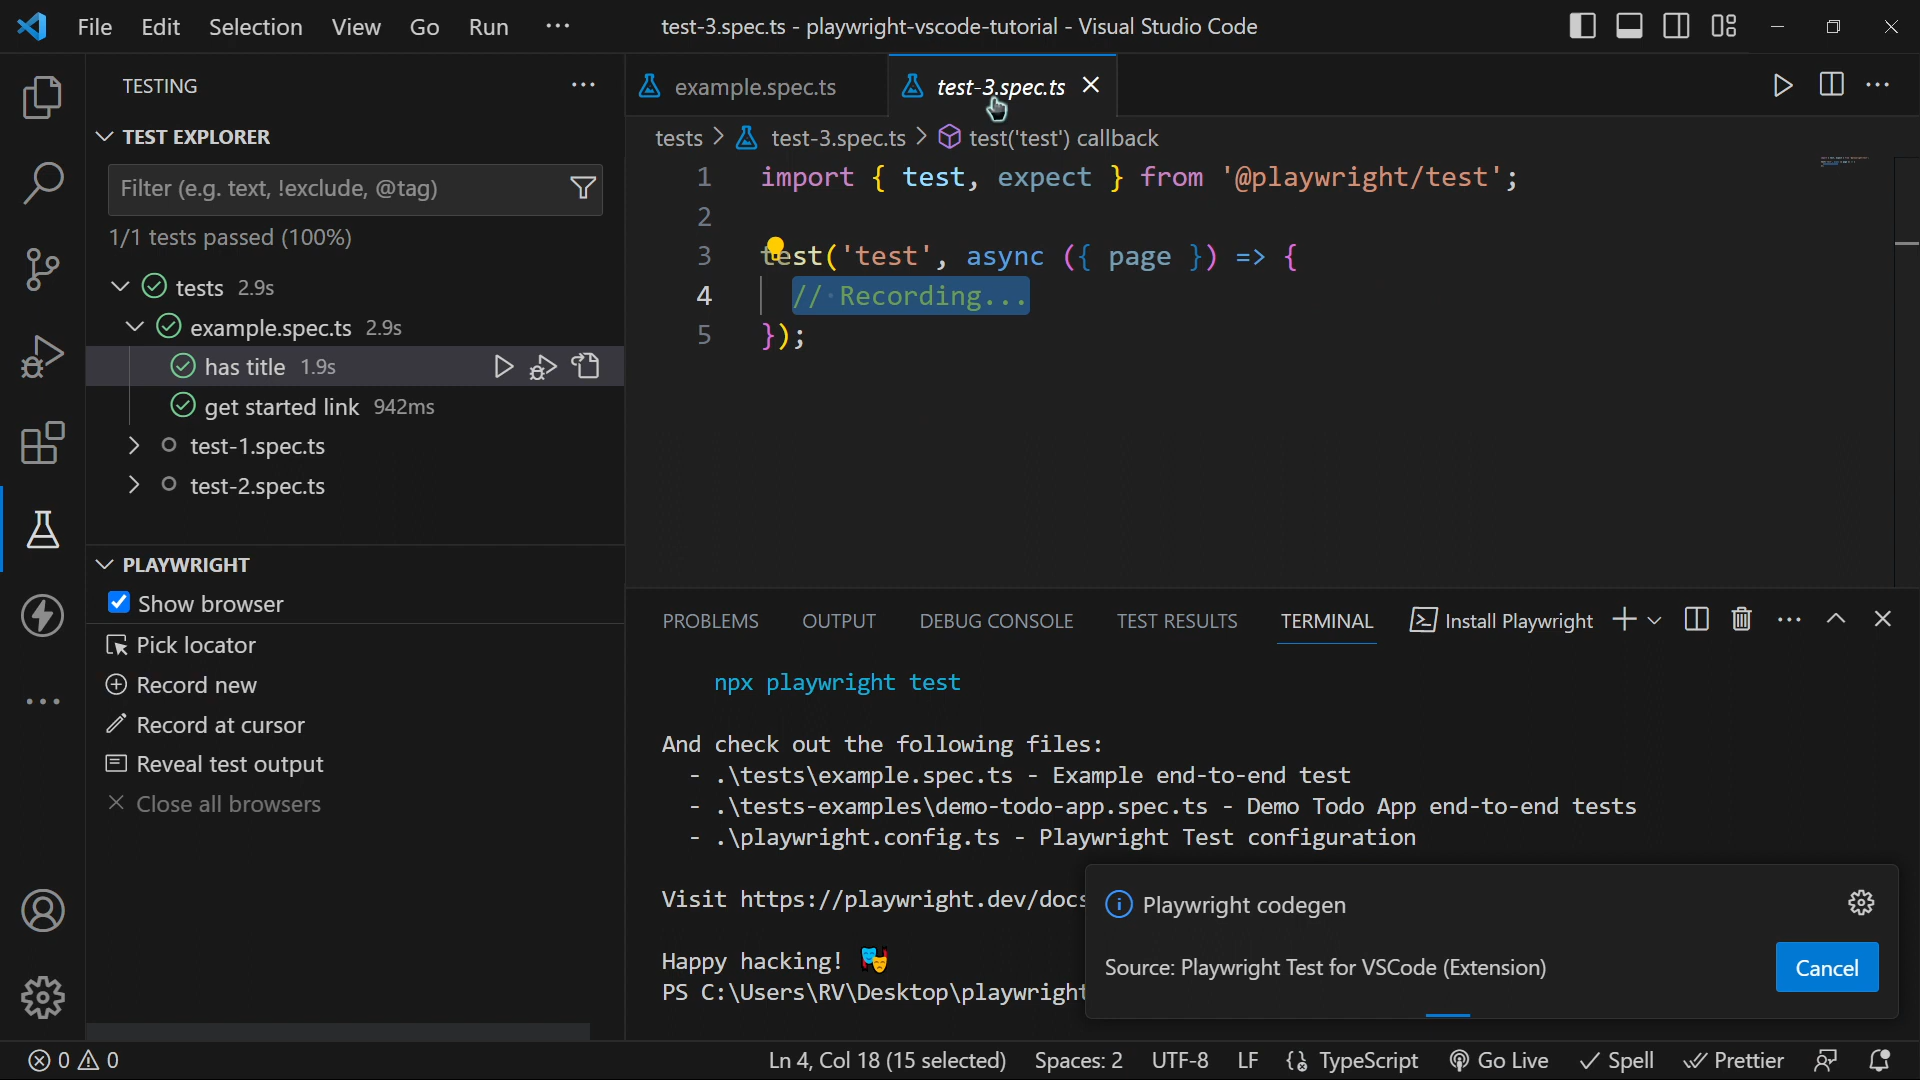 File Edit Selection View Go Run ··· test-3.spec.ts - playwright-vscode-tutorial - Visual Studio Code
TESTING
TEST EXPLORER
Filter (e.g. text, !exclude, @tag)
1/1 tests passed (100%)
tests 2.9s
example.spec.ts 2.9s
has title 1.9s
get started link 942ms
test-1.spec.ts
test-2.spec.ts
PLAYWRIGHT
Show browser
Pick locator
Record new
Record at cursor
Reveal test output
Close all browsers
example.spec.ts test-3.spec.ts
tests > test-3.spec.ts > test('test') callback
1 import { test, expect } from '@playwright/test';
2
3 test('test', async ({ page }) => {
4 // Recording...
5 });
PROBLEMS OUTPUT DEBUG CONSOLE TEST RESULTS TERMINAL Install Playwright
npx playwright test
And check out the following files:
- .\tests\example.spec.ts - Example end-to-end test
- .\tests-examples\demo-todo-app.spec.ts - Demo Todo App end-to-end tests
- .\playwright.config.ts - Playwright Test configuration
Visit https://playwright.dev/docs
Happy hacking! 🎭
PS C:\Users\RV\Desktop\playwright
Playwright codegen
Source: Playwright Test for VSCode (Extension)
Cancel
0 0 Ln 4, Col 18 (15 selected) Spaces: 2 UTF-8 LF TypeScript Go Live Spell Prettier